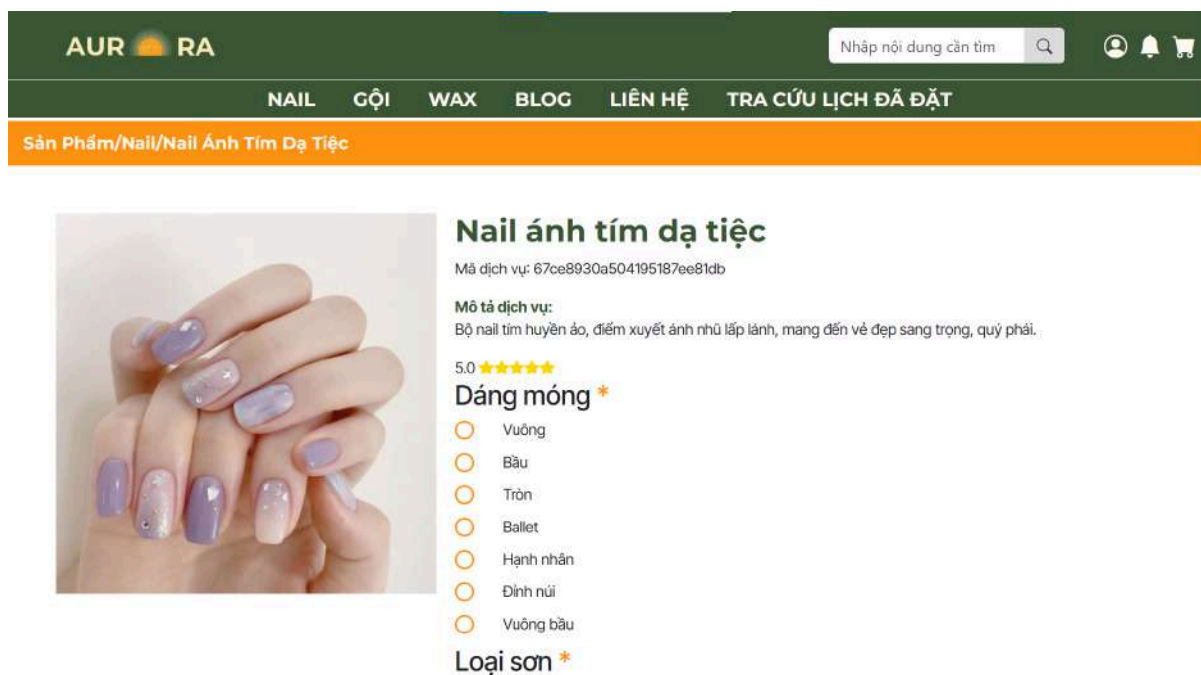 AUR RA
Nhập nội dung cần tìm
NAIL GỘI WAX BLOG LIÊN HỆ TRA CỨU LỊCH ĐÃ ĐẶT
Sản Phẩm/Nail/Nail Ánh Tím Dạ Tiệc
Nail ánh tím dạ tiệc
Mã dịch vụ: 67ce8930a504195187ee81db
Mô tả dịch vụ:
Bộ nail tím huyền ảo, điểm xuyết ánh nhũ lấp lánh, mang đến vẻ đẹp sang trọng, quý phái.
5.0
Dáng móng *
Vuông
Bầu
Tròn
Ballet
Hạnh nhân
Đỉnh núi
Vuông bầu
Loại sơn *